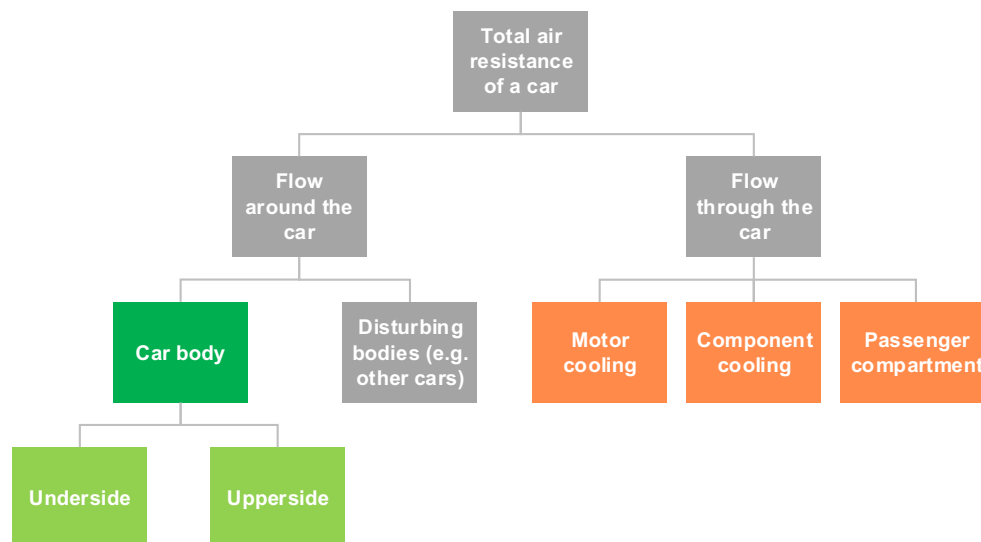 Total air
resistance
of a car
Flow
around the
car
Flow
through the
car
Car body
Disturbing
bodies (e.g.
other cars)
Motor
cooling
Component
cooling
Passenger
compartment
Underside
Upperside